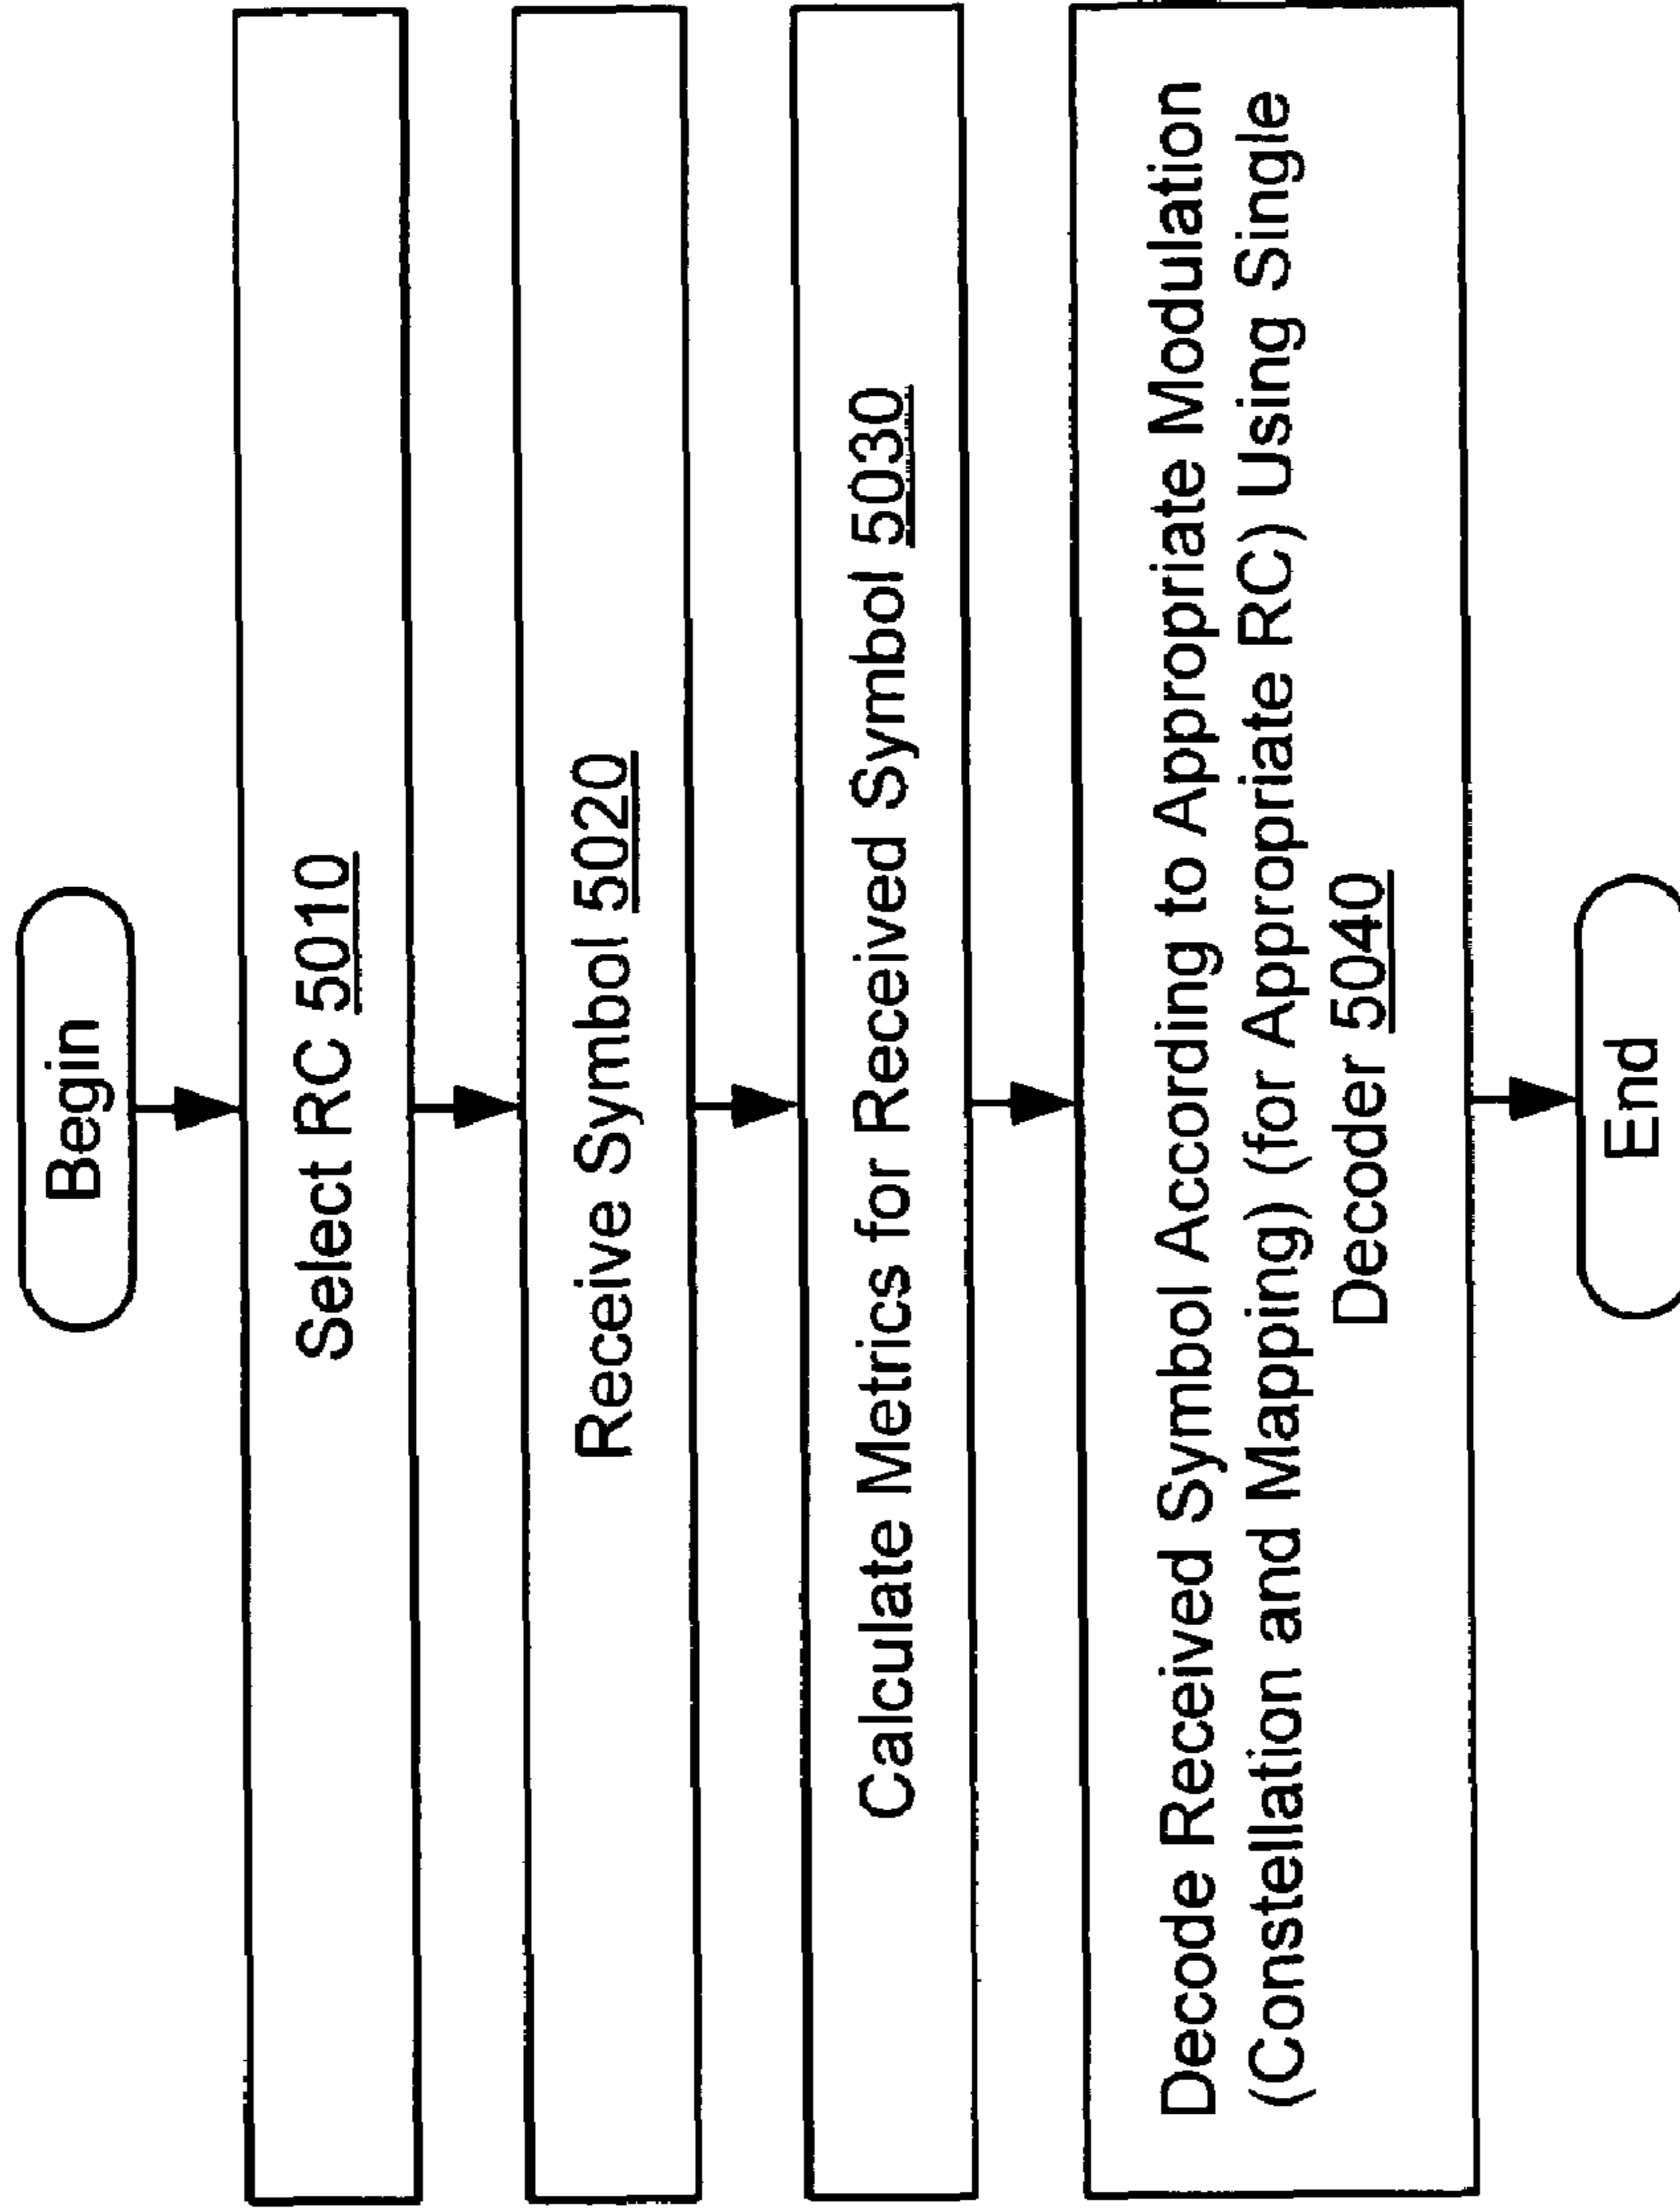 Begin
Select RC 5010
Receive Symbol 5020
Calculate Metrics for Received Symbol 5030
Decode Received Symbol According to Appropriate Modulation
(Constellation and Mapping) (for Appropriate RC) Using Single
Decoder 5040
End